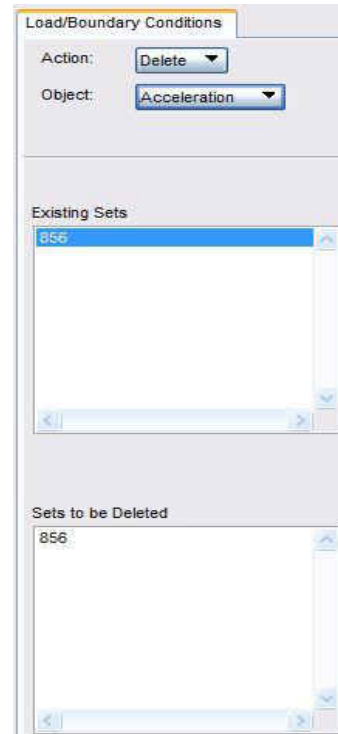 Load/Boundary Conditions
Action: Delete
Object: Acceleration
Existing Sets
856
Sets to be Deleted
856